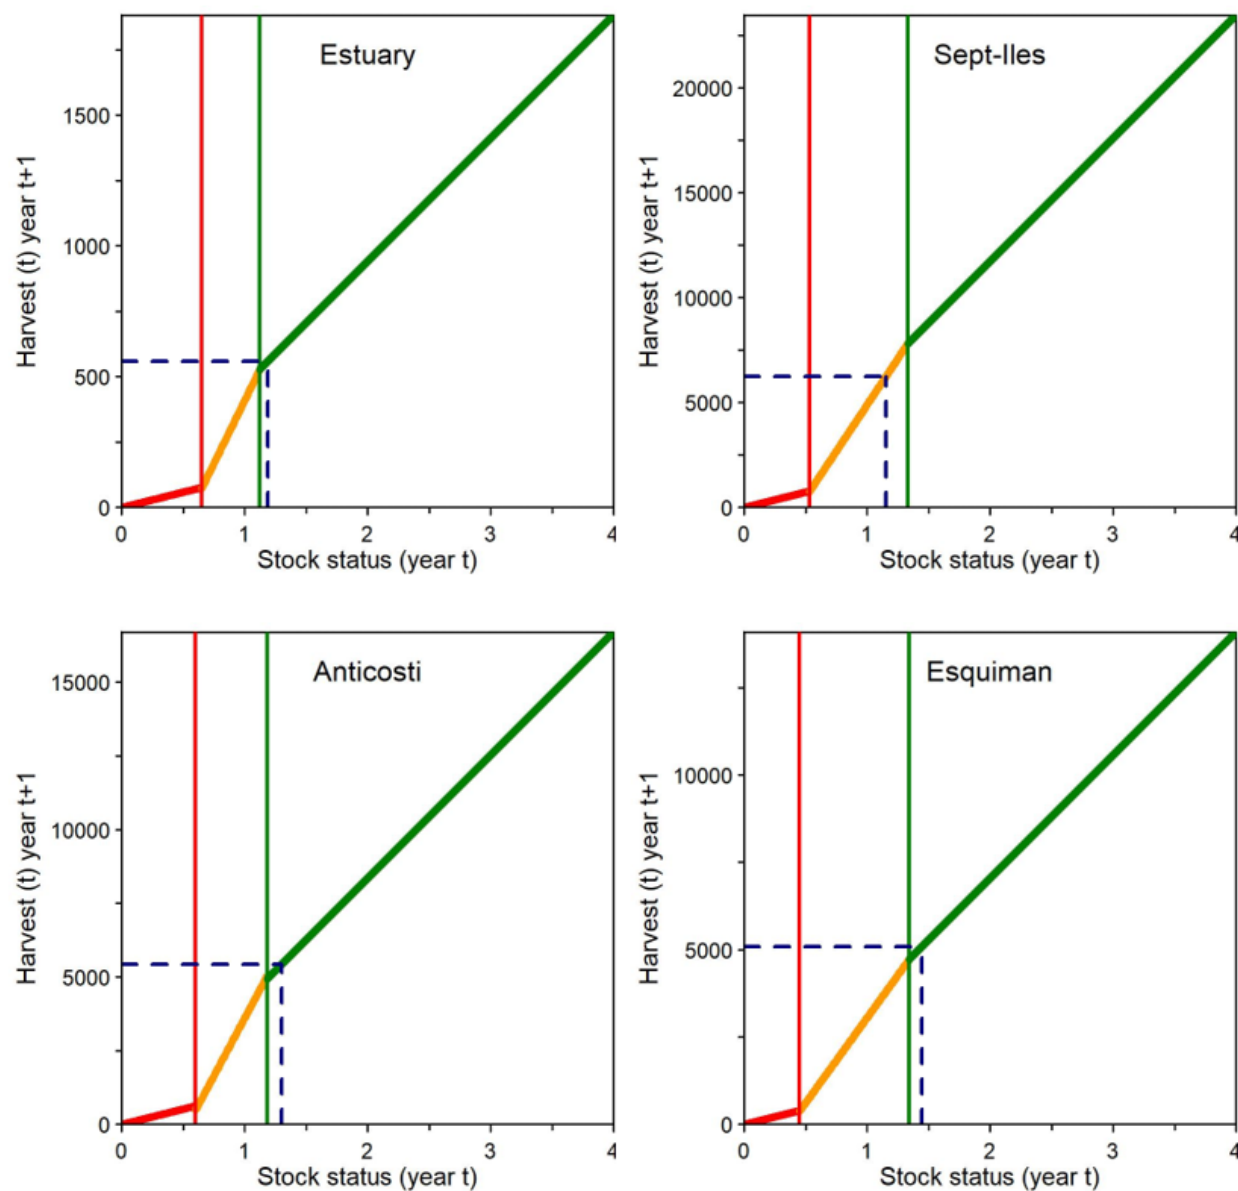 Estuary
Harvest (t) year t+1
1500
1000
500
0
0 1 2 3 4
Stock status (year t)
Sept-Iles
Harvest (t) year t+1
20000
15000
10000
5000
0
0 1 2 3 4
Stock status (year t)
Anticosti
Harvest (t) year t+1
15000
10000
5000
0
0 1 2 3 4
Stock status (year t)
Esquiman
Harvest (t) year t+1
10000
5000
0
0 1 2 3 4
Stock status (year t)